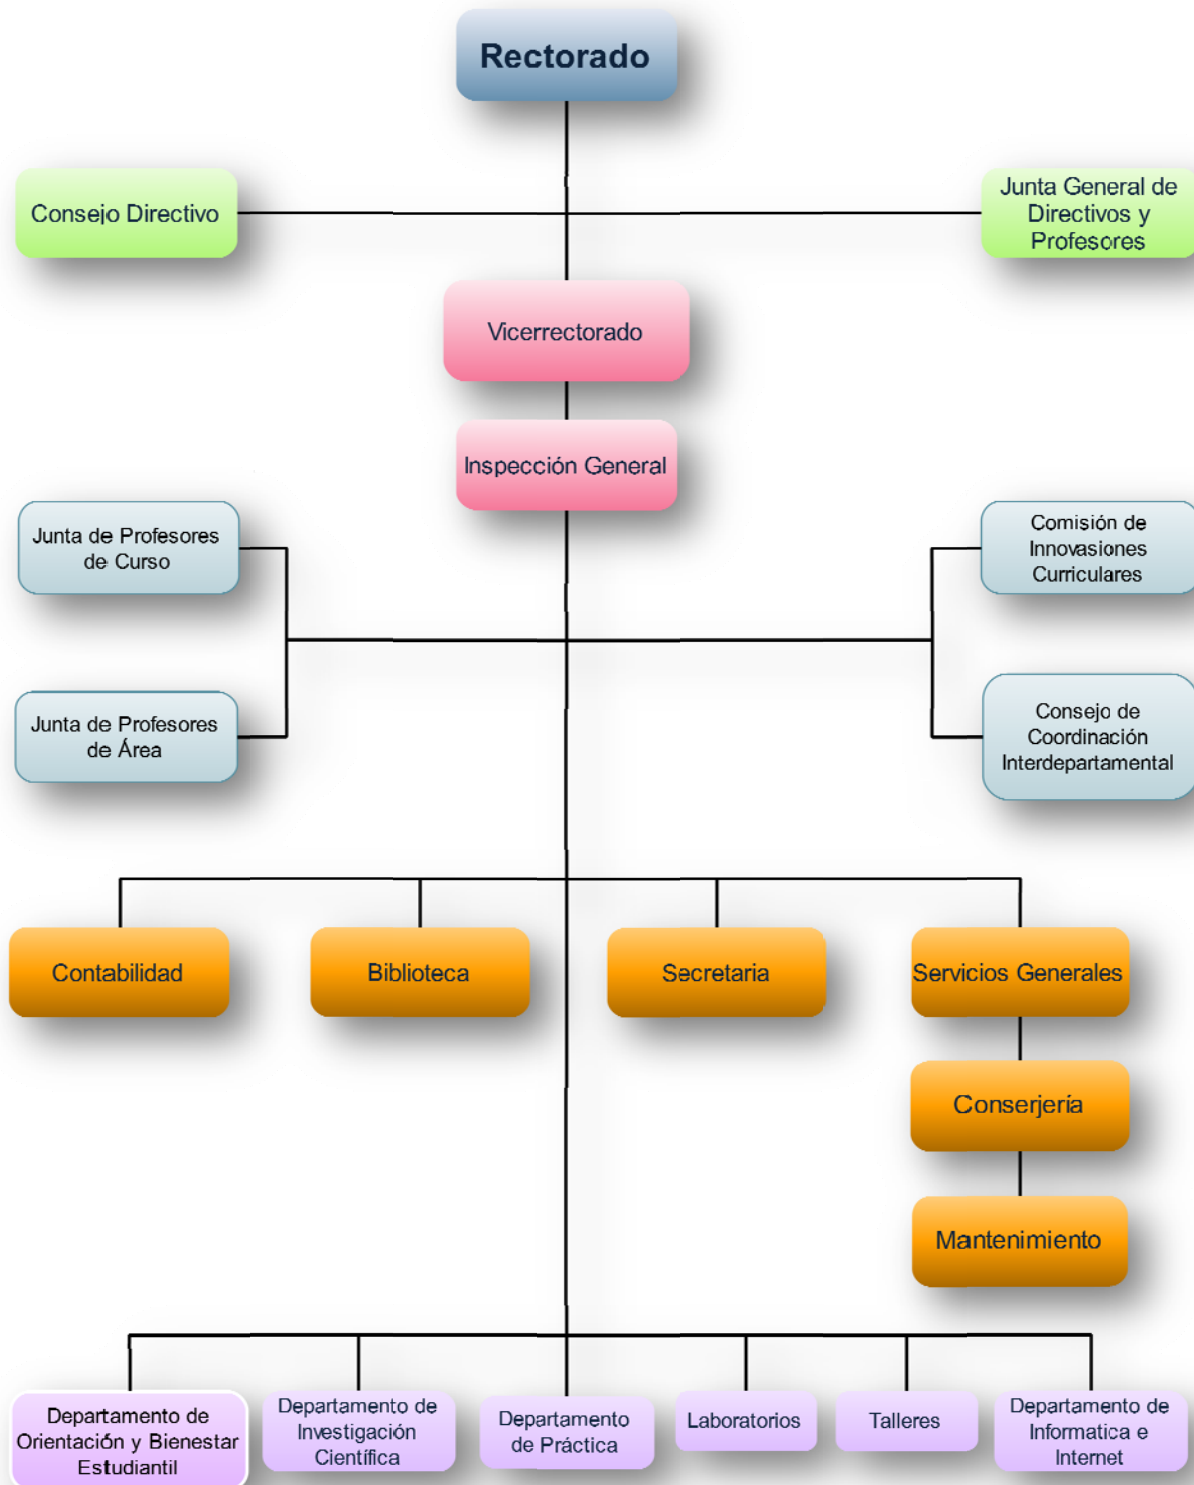 Rectorado
Consejo Directivo
Junta General de
Directivos y
Profesores
Vicerrectorado
Inspección General
Junta de Profesores
de Curso
Comisión de
Innovasiones
Curriculares
Junta de Profesores
de Área
Consejo de
Coordinación
Interdepartamental
Contabilidad
Biblioteca
Secretaria
Servicios Generales
Conserjería
Mantenimiento
Departamento de
Orientación y Bienestar
Estudiantil
Departamento de
Investigación
Científica
Departamento
de Práctica
Laboratorios
Talleres
Departamento de
Informatica e
Internet